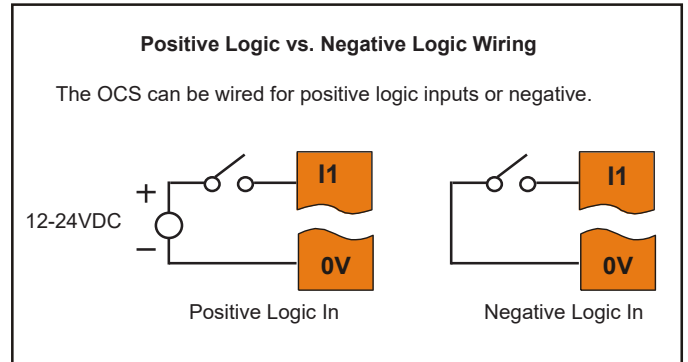 Positive Logic vs. Negative Logic Wiring
The OCS can be wired for positive logic inputs or negative.
I1
+
12-24VDC
–
0V
Positive Logic In
I1
0V
Negative Logic In